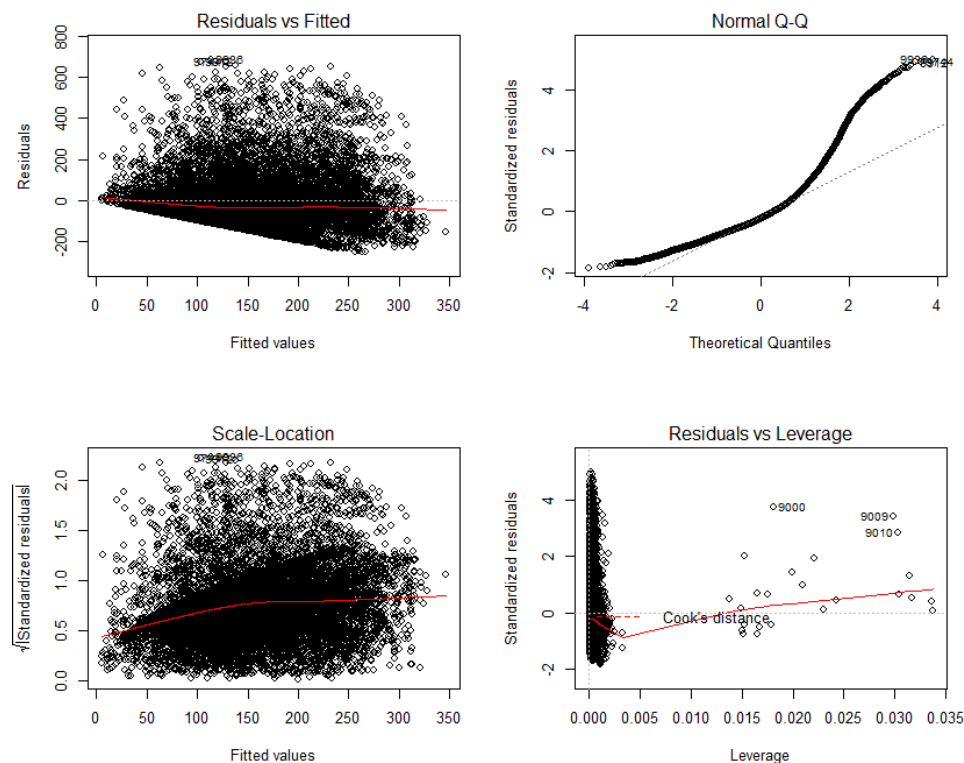 Residuals vs Fitted
Residuals
800
600
400
200
0
-200
0 50 100 150 200 250 300 350
Fitted values
Normal Q-Q
Standardized residuals
4
2
0
-2
-4 -2 0 2 4
Theoretical Quantiles
Scale-Location
√|Standardized residuals|
2.0
1.5
1.0
0.5
0.0
0 50 100 150 200 250 300 350
Fitted values
Residuals vs Leverage
Standardized residuals
4
2
0
-2
9000
9009
9010
Cook's distance
0.000 0.005 0.010 0.015 0.020 0.025 0.030 0.035
Leverage